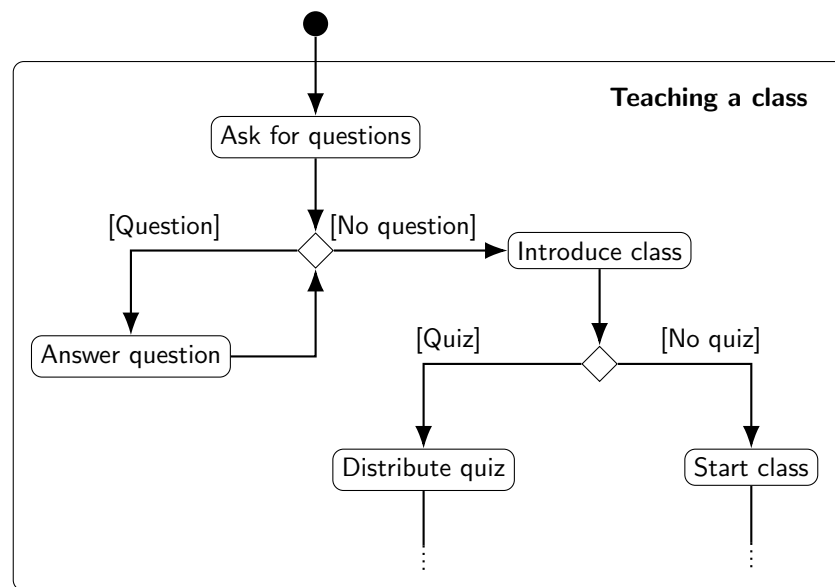 Teaching a class
Ask for questions
[Question]
[No question]
Introduce class
Answer question
[Quiz]
[No quiz]
Distribute quiz
Start class